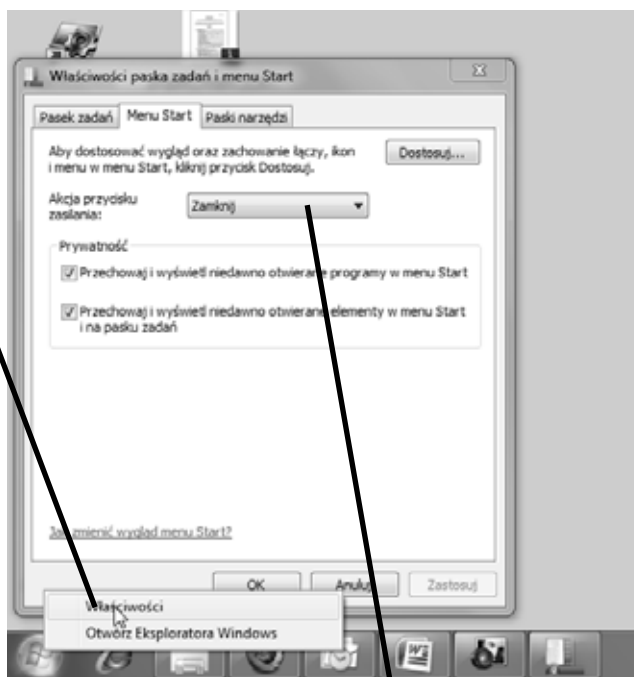 Właściwości paska zadań i menu Start
Pasek zadań Menu Start Paski narzędzi
Aby dostosować wygląd oraz zachowanie łączy, ikon
i menu w menu Start, kliknij przycisk Dostosuj.
Dostosuj...
Akcja przycisku
zasilania:
Zamknij
Prywatność
Przechowaj i wyświetl niedawno otwierane programy w menu Start
Przechowaj i wyświetl niedawno otwierane elementy w menu Start
i na pasku zadań
Jak zmienić wygląd menu Start?
OK Anuluj Zastosuj
Właściwości
Otwórz Eksploratora Windows